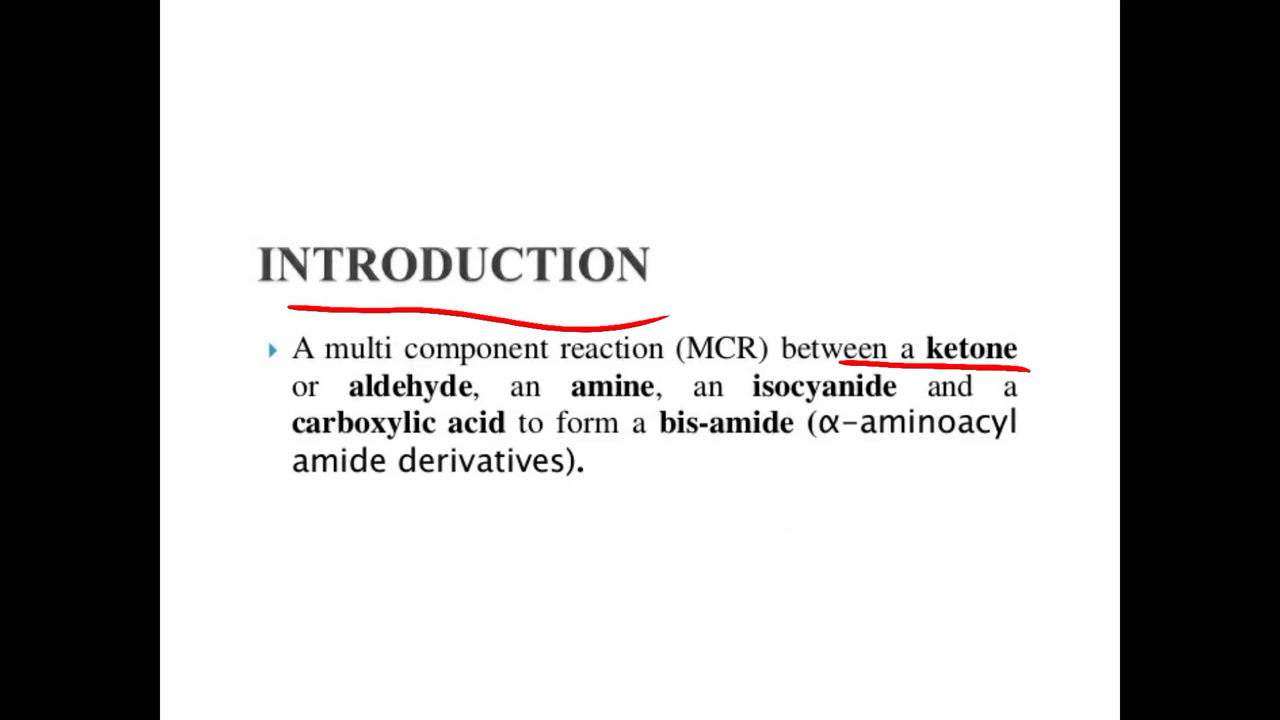 INTRODUCTION
A multi component reaction (MCR) between a ketone
or aldehyde, an amine, an isocyanide and a
carboxylic acid to form a bis-amide (α-aminoacyl
amide derivatives).